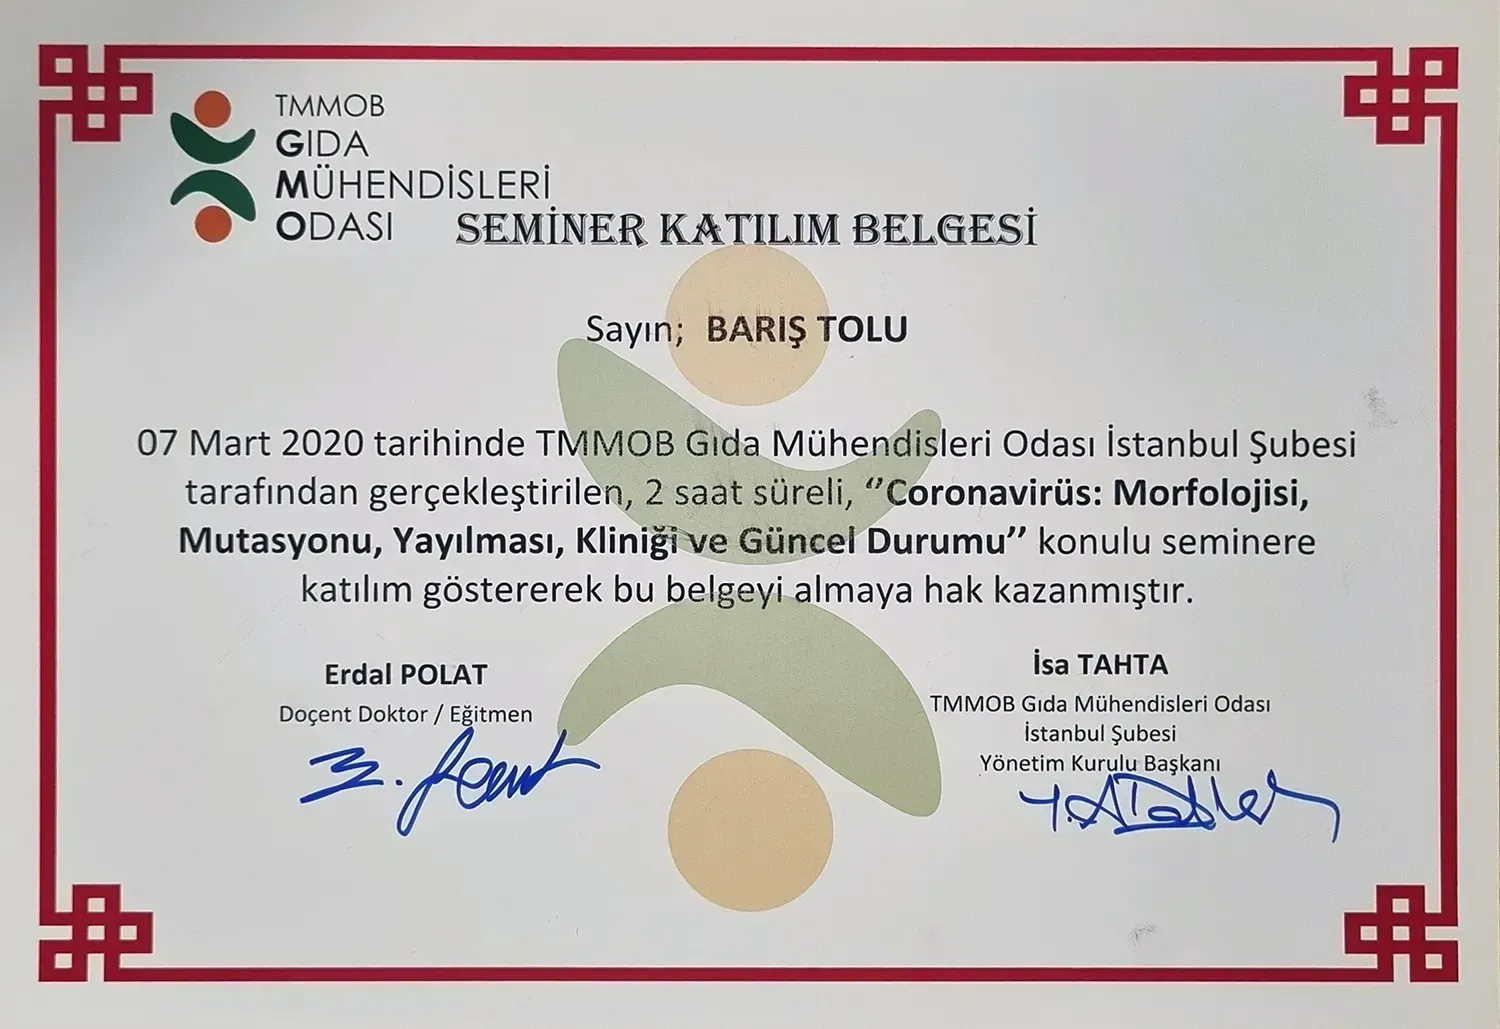 TMMOB
GIDA
MÜHENDİSLERİ
ODASI
SEMİNER KATILIM BELGESİ
Sayın; BARIŞ TOLU
07 Mart 2020 tarihinde TMMOB Gıda Mühendisleri Odası İstanbul Şubesi
tarafından gerçekleştirilen, 2 saat süreli, ‘’Coronavirüs: Morfolojisi,
Mutasyonu, Yayılması, Kliniği ve Güncel Durumu’’ konulu seminere
katılım göstererek bu belgeyi almaya hak kazanmıştır.
Erdal POLAT
Doçent Doktor / Eğitmen
İsa TAHTA
TMMOB Gıda Mühendisleri Odası
İstanbul Şubesi
Yönetim Kurulu Başkanı